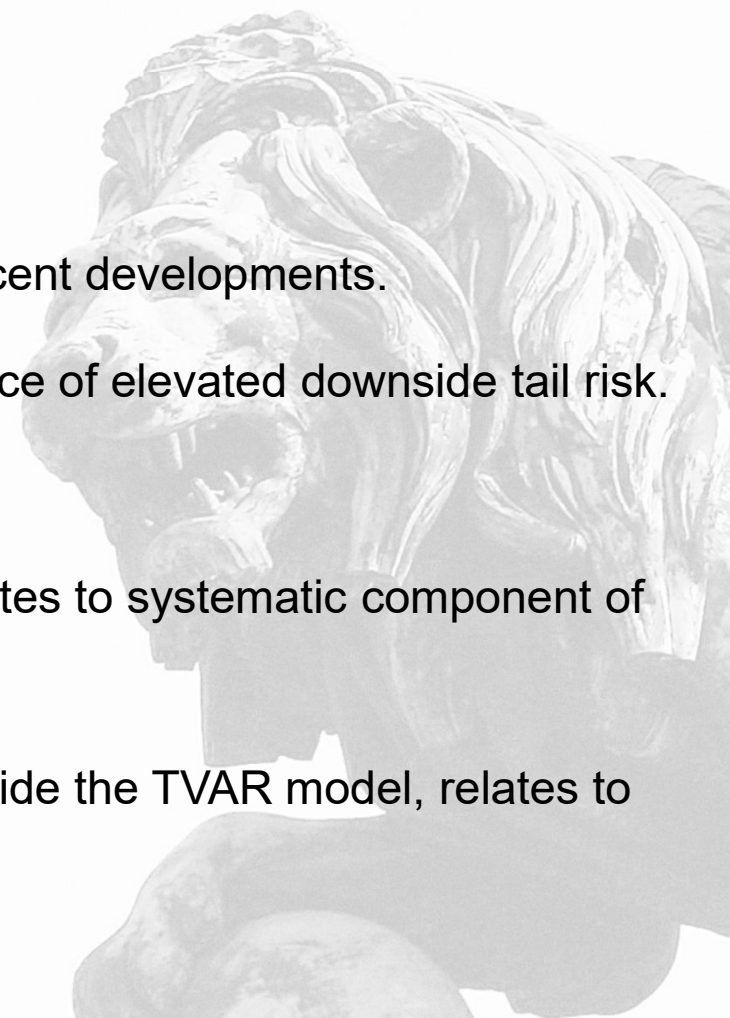 cent developments.
ce of elevated downside tail risk.
tes to systematic component of
ide the TVAR model, relates to